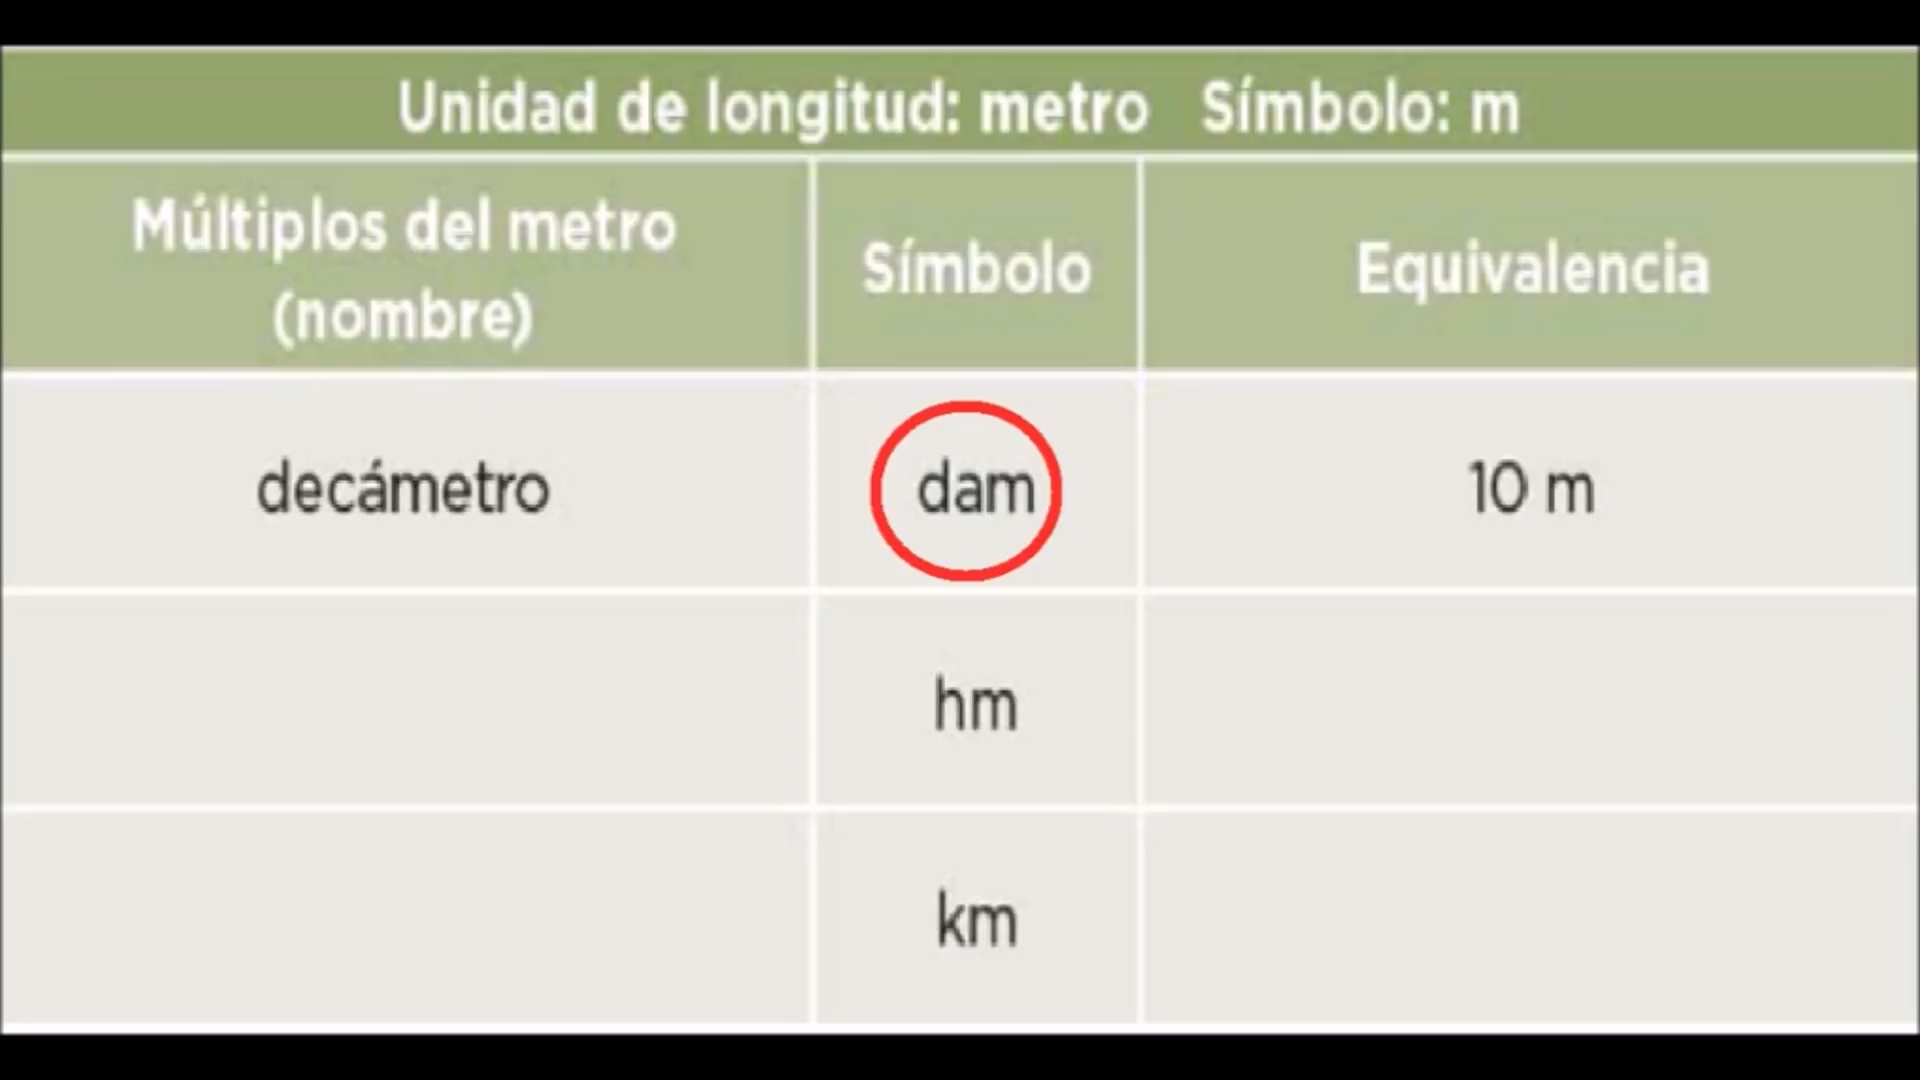 Unidad de longitud: metro Símbolo: m
Múltiplos del metro
(nombre)
Símbolo
Equivalencia
decámetro
dam
10 m
hm
km